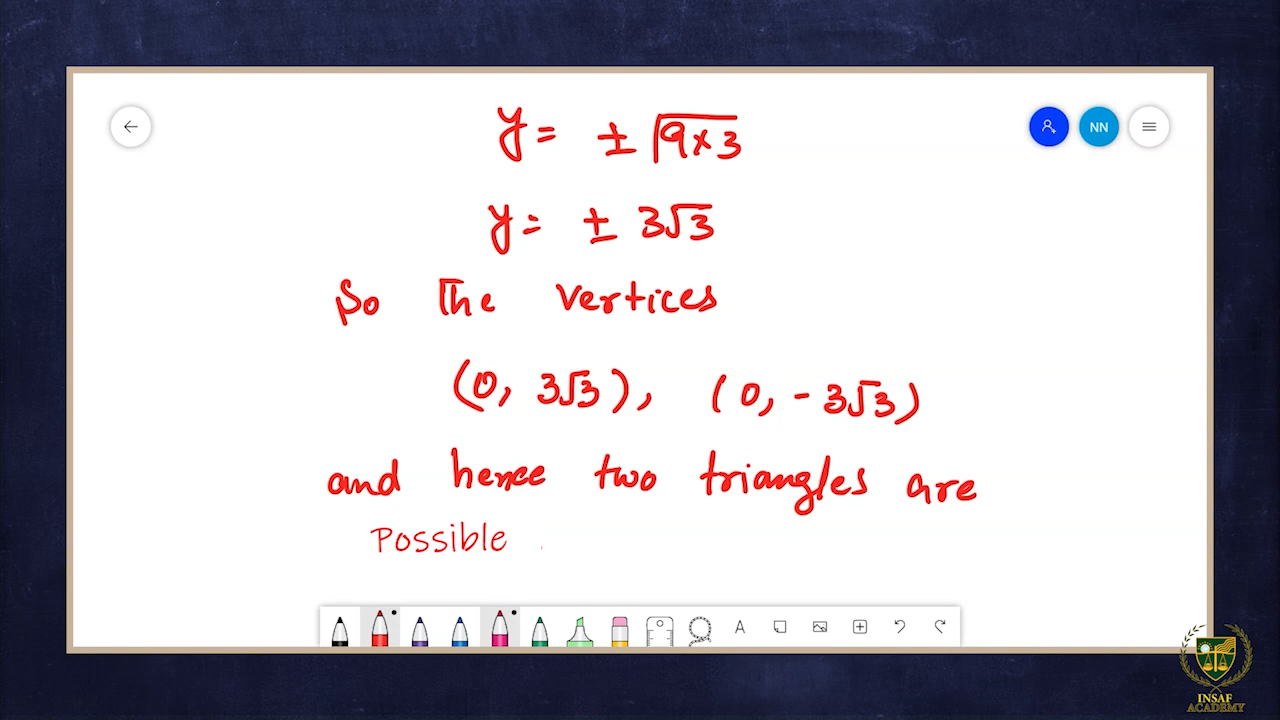 NN
y = ± √9×3
y = ± 3√3
So The vertices
(0, 3√3), (0, -3√3)
and hence two triangles are
Possible
A
INSAF
ACADEMY